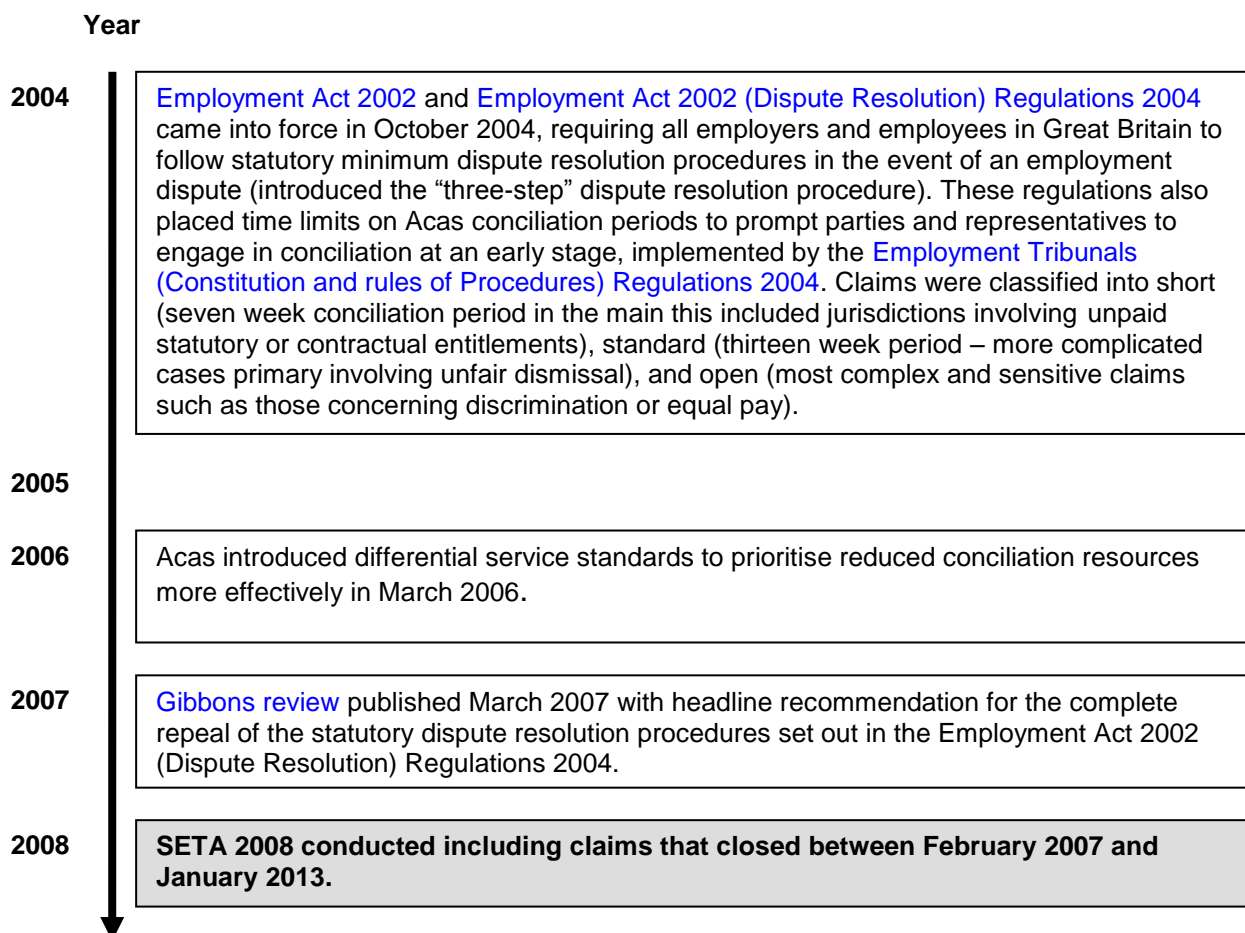 Year
2004
Employment Act 2002 and Employment Act 2002 (Dispute Resolution) Regulations 2004
came into force in October 2004, requiring all employers and employees in Great Britain to
follow statutory minimum dispute resolution procedures in the event of an employment
dispute (introduced the “three-step” dispute resolution procedure). These regulations also
placed time limits on Acas conciliation periods to prompt parties and representatives to
engage in conciliation at an early stage, implemented by the Employment Tribunals
(Constitution and rules of Procedures) Regulations 2004. Claims were classified into short
(seven week conciliation period in the main this included jurisdictions involving unpaid
statutory or contractual entitlements), standard (thirteen week period – more complicated
cases primary involving unfair dismissal), and open (most complex and sensitive claims
such as those concerning discrimination or equal pay).
2005
2006
Acas introduced differential service standards to prioritise reduced conciliation resources
more effectively in March 2006.
2007
Gibbons review published March 2007 with headline recommendation for the complete
repeal of the statutory dispute resolution procedures set out in the Employment Act 2002
(Dispute Resolution) Regulations 2004.
2008
SETA 2008 conducted including claims that closed between February 2007 and
January 2013.